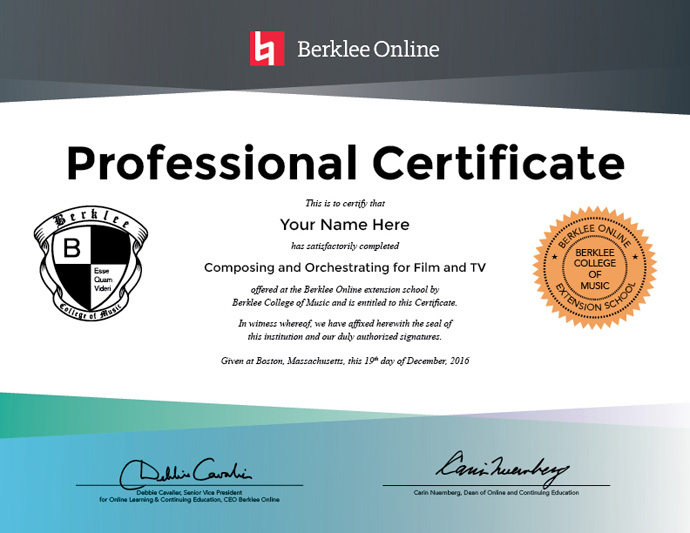 Berklee Online
Professional Certificate
This is to certify that
Your Name Here
has satisfactorily completed
Composing and Orchestrating for Film and TV
offered at the Berklee Online extension school by
Berklee College of Music and is entitled to this Certificate.
In witness whereof, we have affixed herewith the seal of
this institution and our duly authorized signatures.
Given at Boston, Massachusetts, this 19th day of December, 2016
Berklee
B
Esse
Quam
Videri
College of Music
BERKLEE ONLINE
BERKLEE
COLLEGE
OF
MUSIC
EXTENSION SCHOOL
Debbie Cavalier
Debbie Cavalier, Senior Vice President
for Online Learning & Continuing Education, CEO Berklee Online
Carin Nuernberg
Carin Nuernberg, Dean of Online and Continuing Education